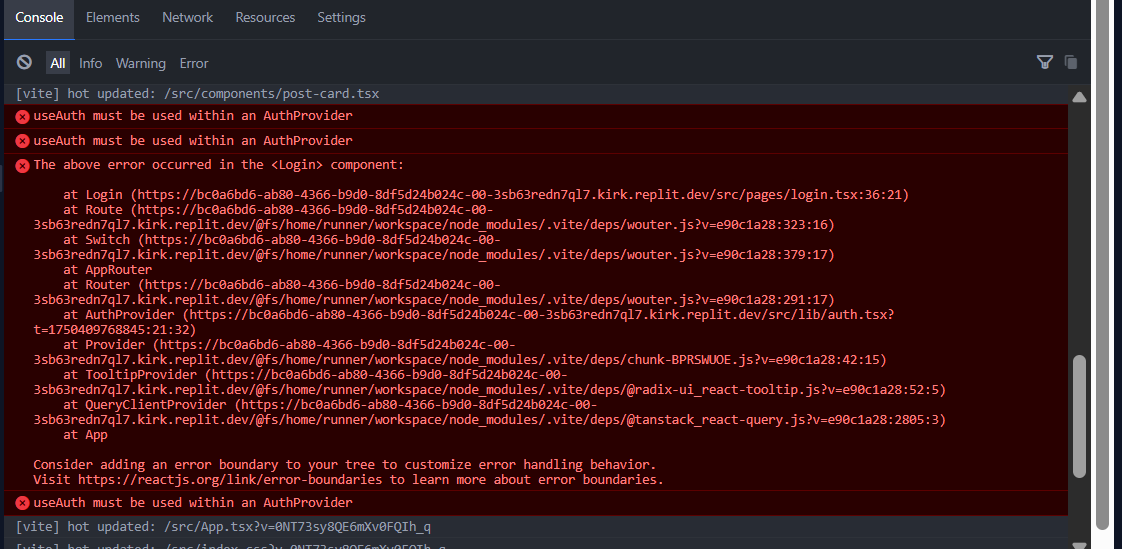 Console Elements Network Resources Settings
All Info Warning Error
[vite] hot updated: /src/components/post-card.tsx
useAuth must be used within an AuthProvider
useAuth must be used within an AuthProvider
The above error occurred in the <Login> component:
at Login (https://bc0a6bd6-ab80-4366-b9d0-8df5d24b024c-00-3sb63redn7ql7.kirk.replit.dev/src/pages/login.tsx:36:21)
at Route (https://bc0a6bd6-ab80-4366-b9d0-8df5d24b024c-00-
3sb63redn7ql7.kirk.replit.dev/@fs/home/runner/workspace/node_modules/.vite/deps/wouter.js?v=e90c1a28:323:16)
at Switch (https://bc0a6bd6-ab80-4366-b9d0-8df5d24b024c-00-
3sb63redn7ql7.kirk.replit.dev/@fs/home/runner/workspace/node_modules/.vite/deps/wouter.js?v=e90c1a28:379:17)
at AppRouter
at Router (https://bc0a6bd6-ab80-4366-b9d0-8df5d24b024c-00-
3sb63redn7ql7.kirk.replit.dev/@fs/home/runner/workspace/node_modules/.vite/deps/wouter.js?v=e90c1a28:291:17)
at AuthProvider (https://bc0a6bd6-ab80-4366-b9d0-8df5d24b024c-00-3sb63redn7ql7.kirk.replit.dev/src/lib/auth.tsx?
t=1750409768845:21:32)
at Provider (https://bc0a6bd6-ab80-4366-b9d0-8df5d24b024c-00-
3sb63redn7ql7.kirk.replit.dev/@fs/home/runner/workspace/node_modules/.vite/deps/chunk-BPRSWUOE.js?v=e90c1a28:42:15)
at TooltipProvider (https://bc0a6bd6-ab80-4366-b9d0-8df5d24b024c-00-
3sb63redn7ql7.kirk.replit.dev/@fs/home/runner/workspace/node_modules/.vite/deps/@radix-ui_react-tooltip.js?v=e90c1a28:52:5)
at QueryClientProvider (https://bc0a6bd6-ab80-4366-b9d0-8df5d24b024c-00-
3sb63redn7ql7.kirk.replit.dev/@fs/home/runner/workspace/node_modules/.vite/deps/@tanstack_react-query.js?v=e90c1a28:2805:3)
at App
Consider adding an error boundary to your tree to customize error handling behavior.
Visit https://reactjs.org/link/error-boundaries to learn more about error boundaries.
useAuth must be used within an AuthProvider
[vite] hot updated: /src/App.tsx?v=0NT73sy8QE6mXv0FQIh_q
[vite] hot updated: /src/index.css?v=0NT73sy8QE6mXv0FQIh_q